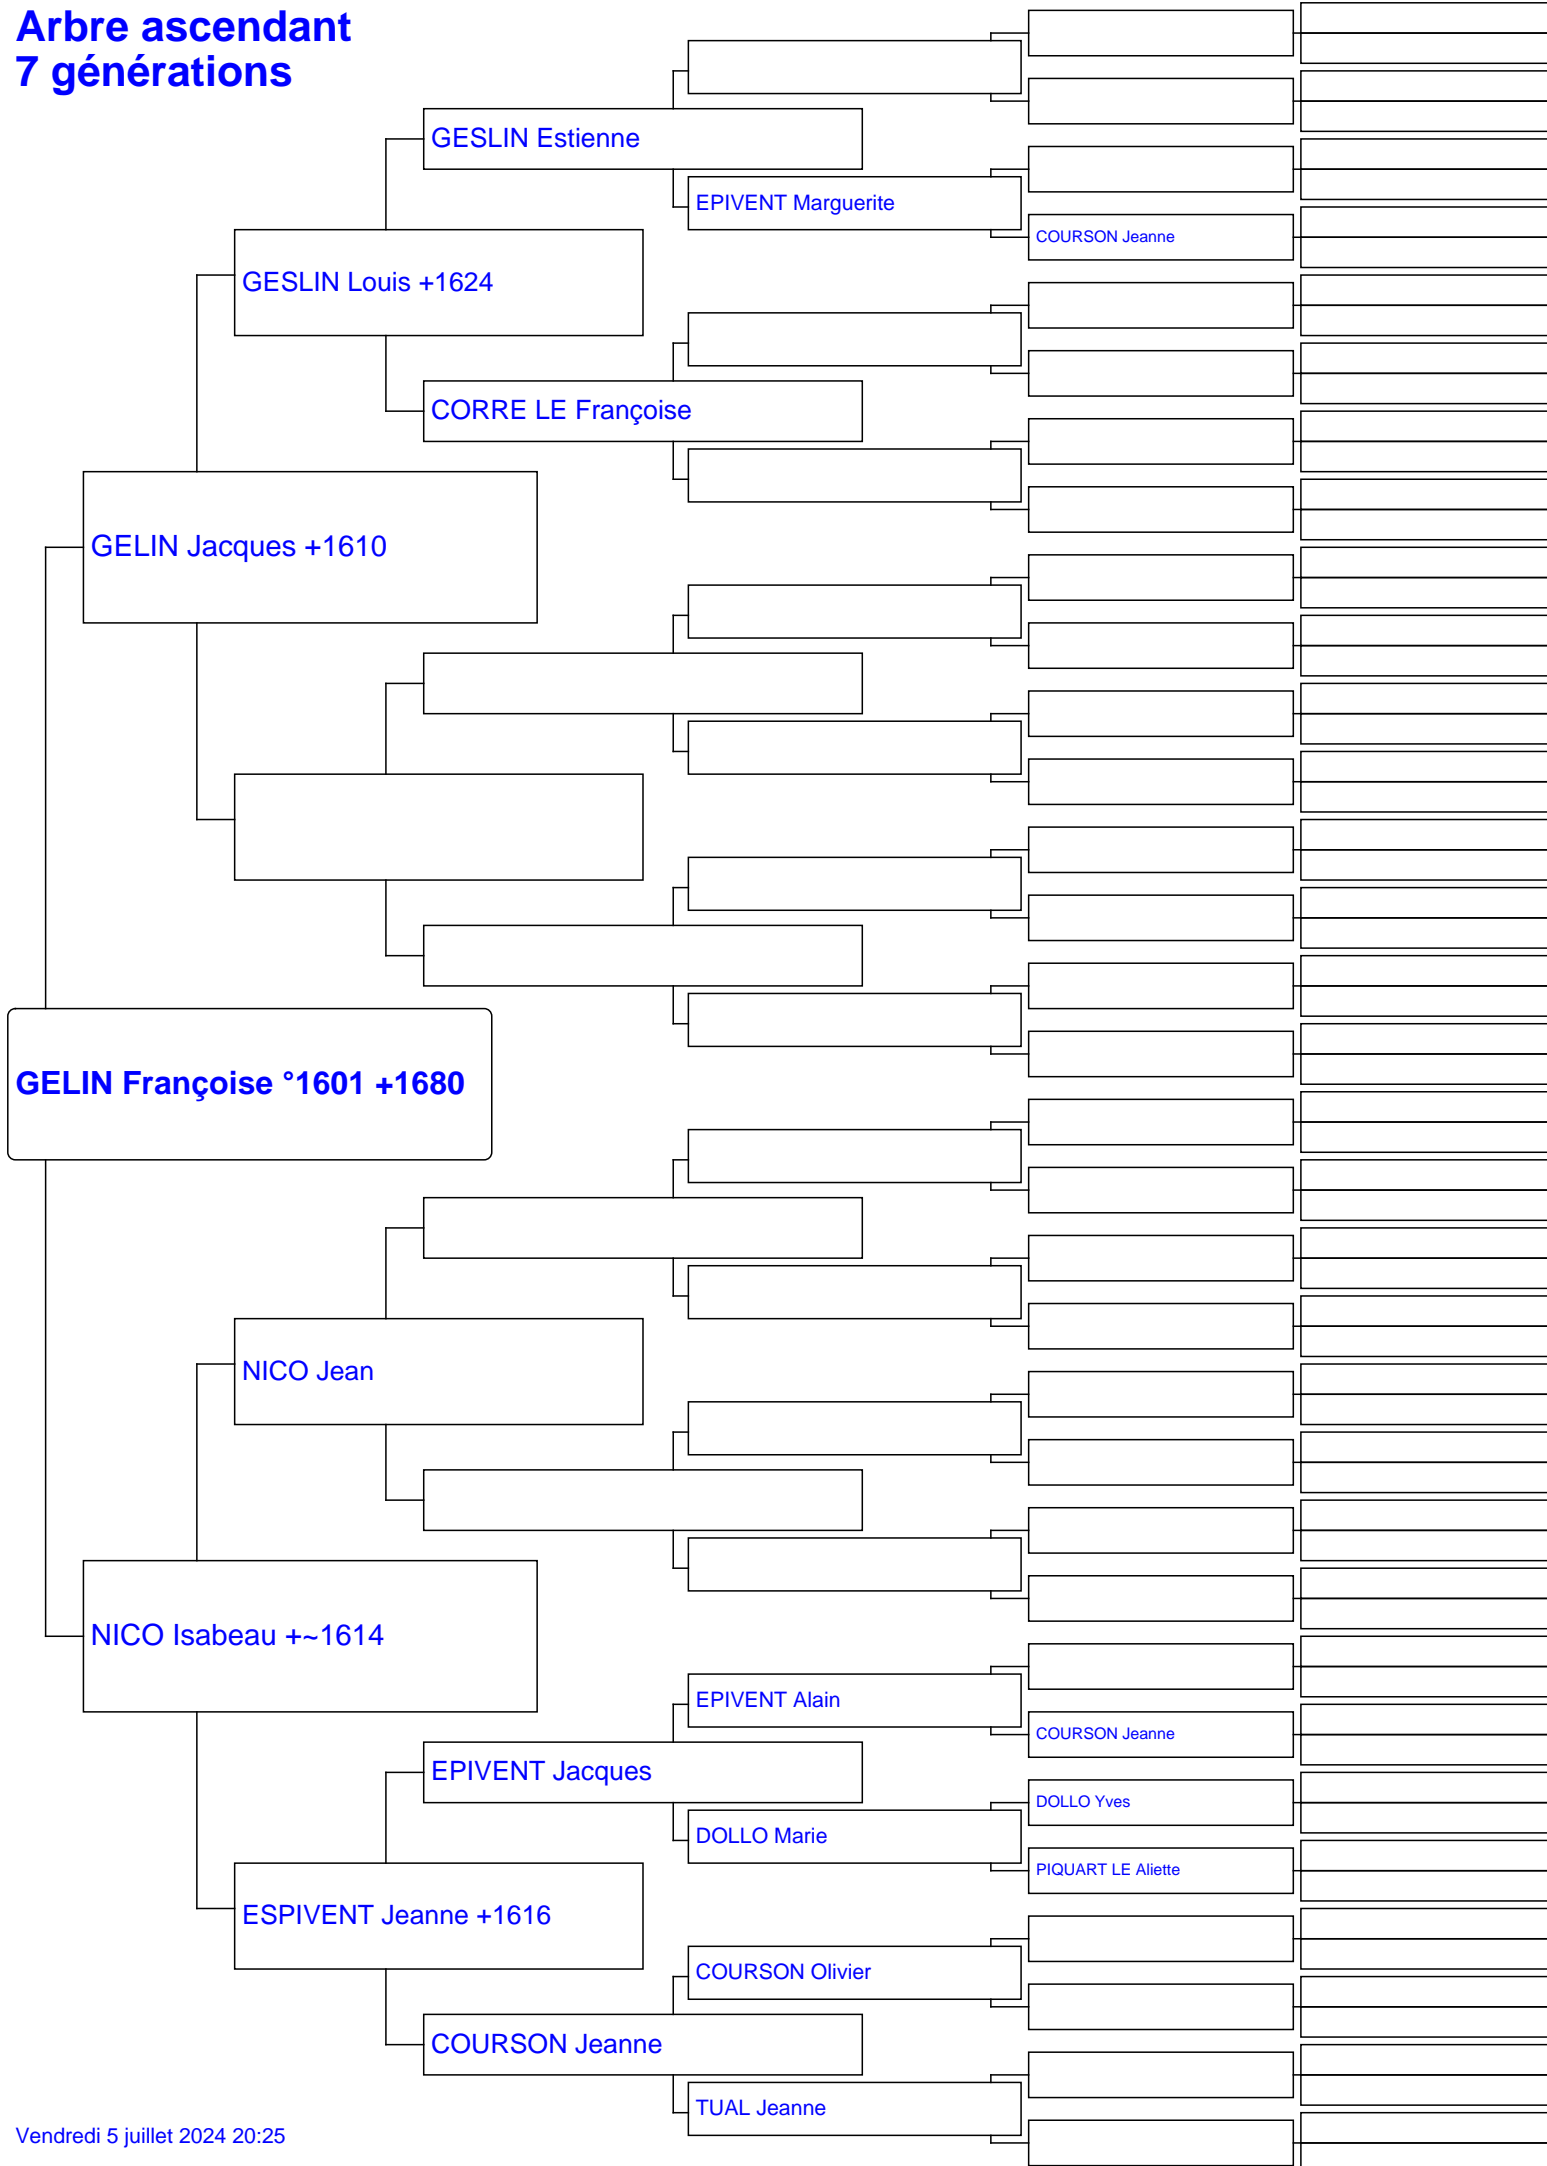 Arbre ascendant
7 générations
GESLIN Estienne
EPIVENT Marguerite
COURSON Jeanne
GESLIN Louis +1624
CORRE LE Françoise
GELIN Jacques +1610
GELIN Françoise °1601 +1680
NICO Jean
NICO Isabeau +~1614
EPIVENT Alain
COURSON Jeanne
EPIVENT Jacques
DOLLO Yves
DOLLO Marie
PIQUART LE Aliette
ESPIVENT Jeanne +1616
COURSON Olivier
COURSON Jeanne
TUAL Jeanne
Vendredi 5 juillet 2024 20:25